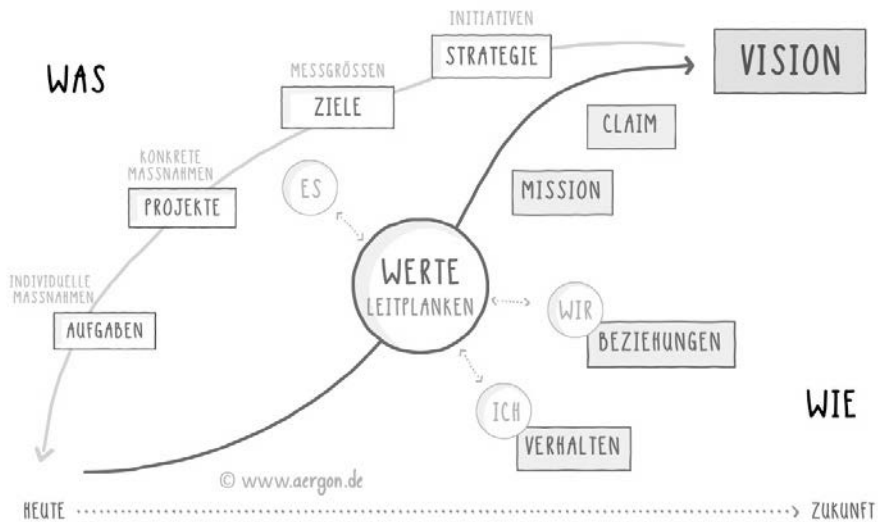 INITIATIVEN
STRATEGIE
VISION
WAS
MESSGRÖSSEN
ZIELE
CLAIM
KONKRETE
MASSNAHMEN
PROJEKTE
ES
MISSION
WERTE
LEITPLANKEN
INDIVIDUELLE
MASSNAHMEN
AUFGABEN
WIR
BEZIEHUNGEN
WIE
ICH
VERHALTEN
© www.aergon.de
HEUTE
ZUKUNFT